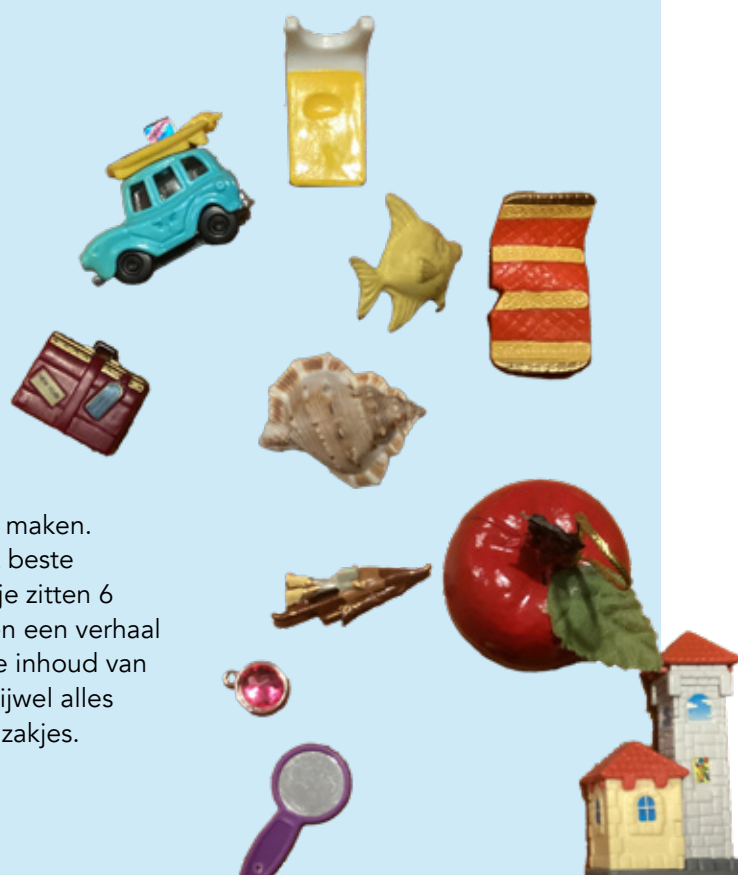 maken.
beste
je zitten 6
n een verhaal
e inhoud van
ijwel alles
zakjes.